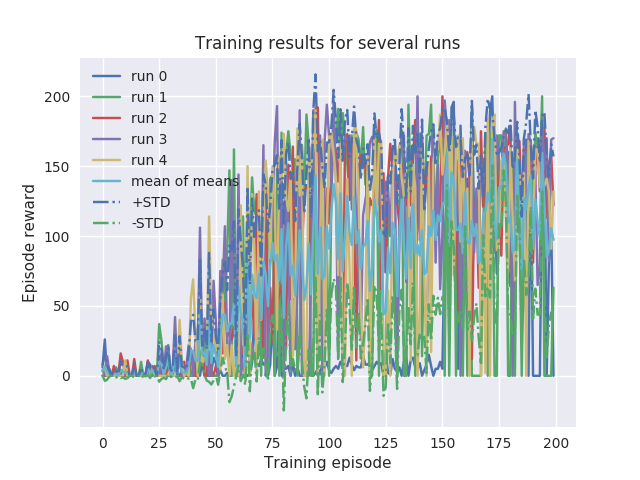 Training results for several runs
run 0
run 1
run 2
run 3
run 4
mean of means
+STD
-STD
Episode reward
200
150
100
50
0
0 25 50 75 100 125 150 175 200
Training episode